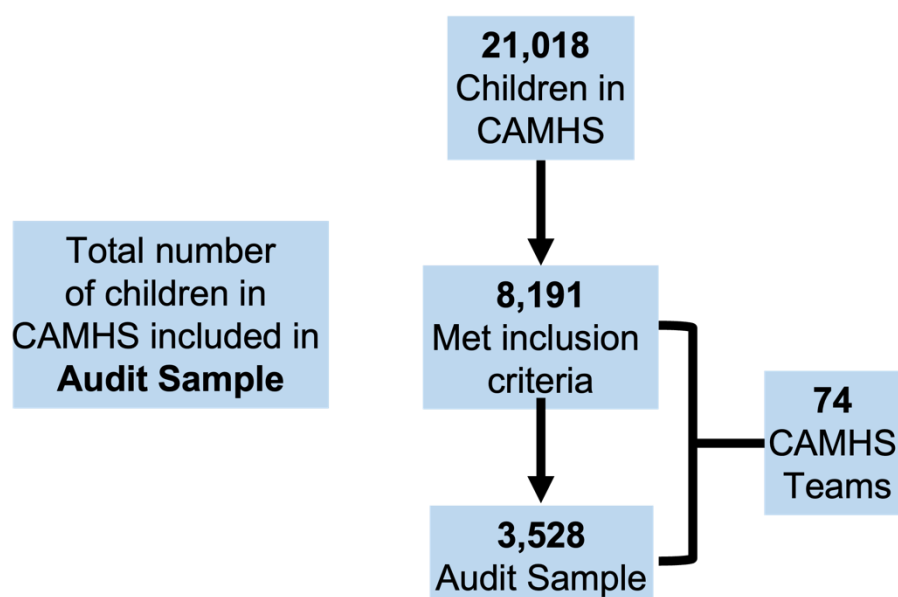 21,018
Children in
CAMHS
Total number
of children in
CAMHS included in
Audit Sample
8,191
Met inclusion
criteria
74
CAMHS
Teams
3,528
Audit Sample